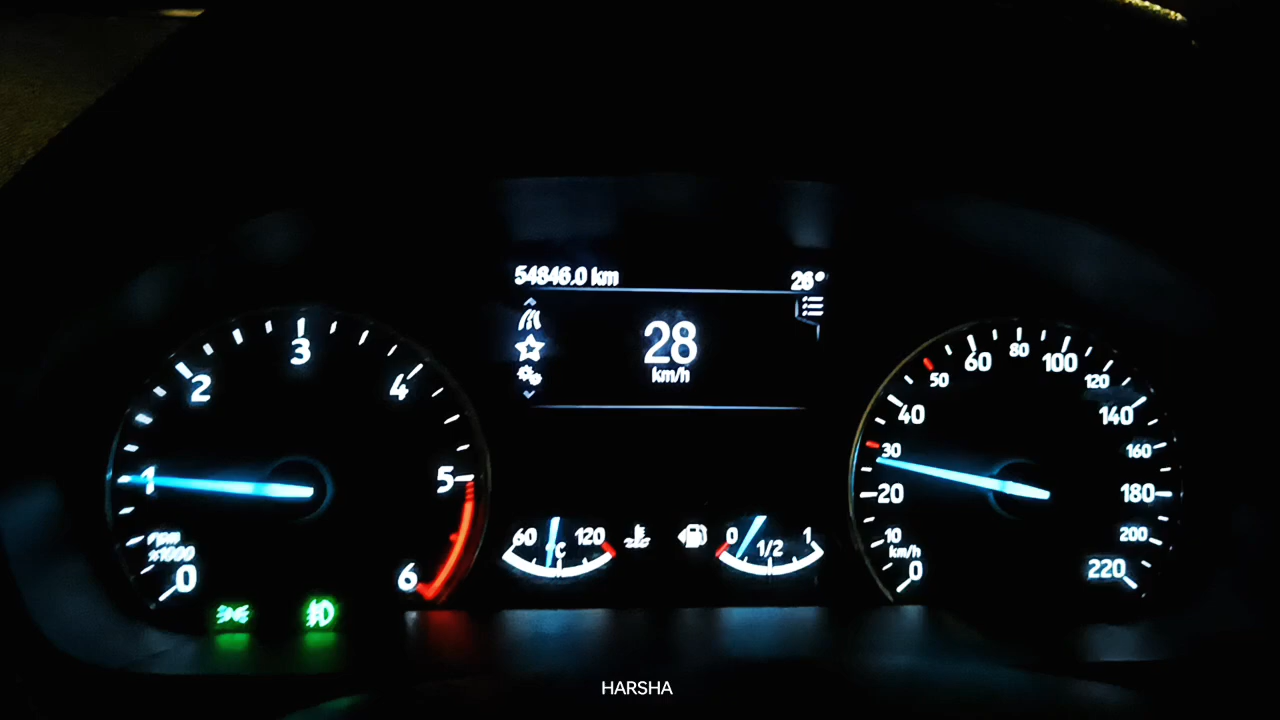 54846.0 km 26°
28
km/h
0 1 2 3 4 5 6
rpm
x1000
60 120
°C
0 1/2 1
0 10 20 30 40 50 60 80 100 120 140 160 180 200 220
km/h
HARSHA